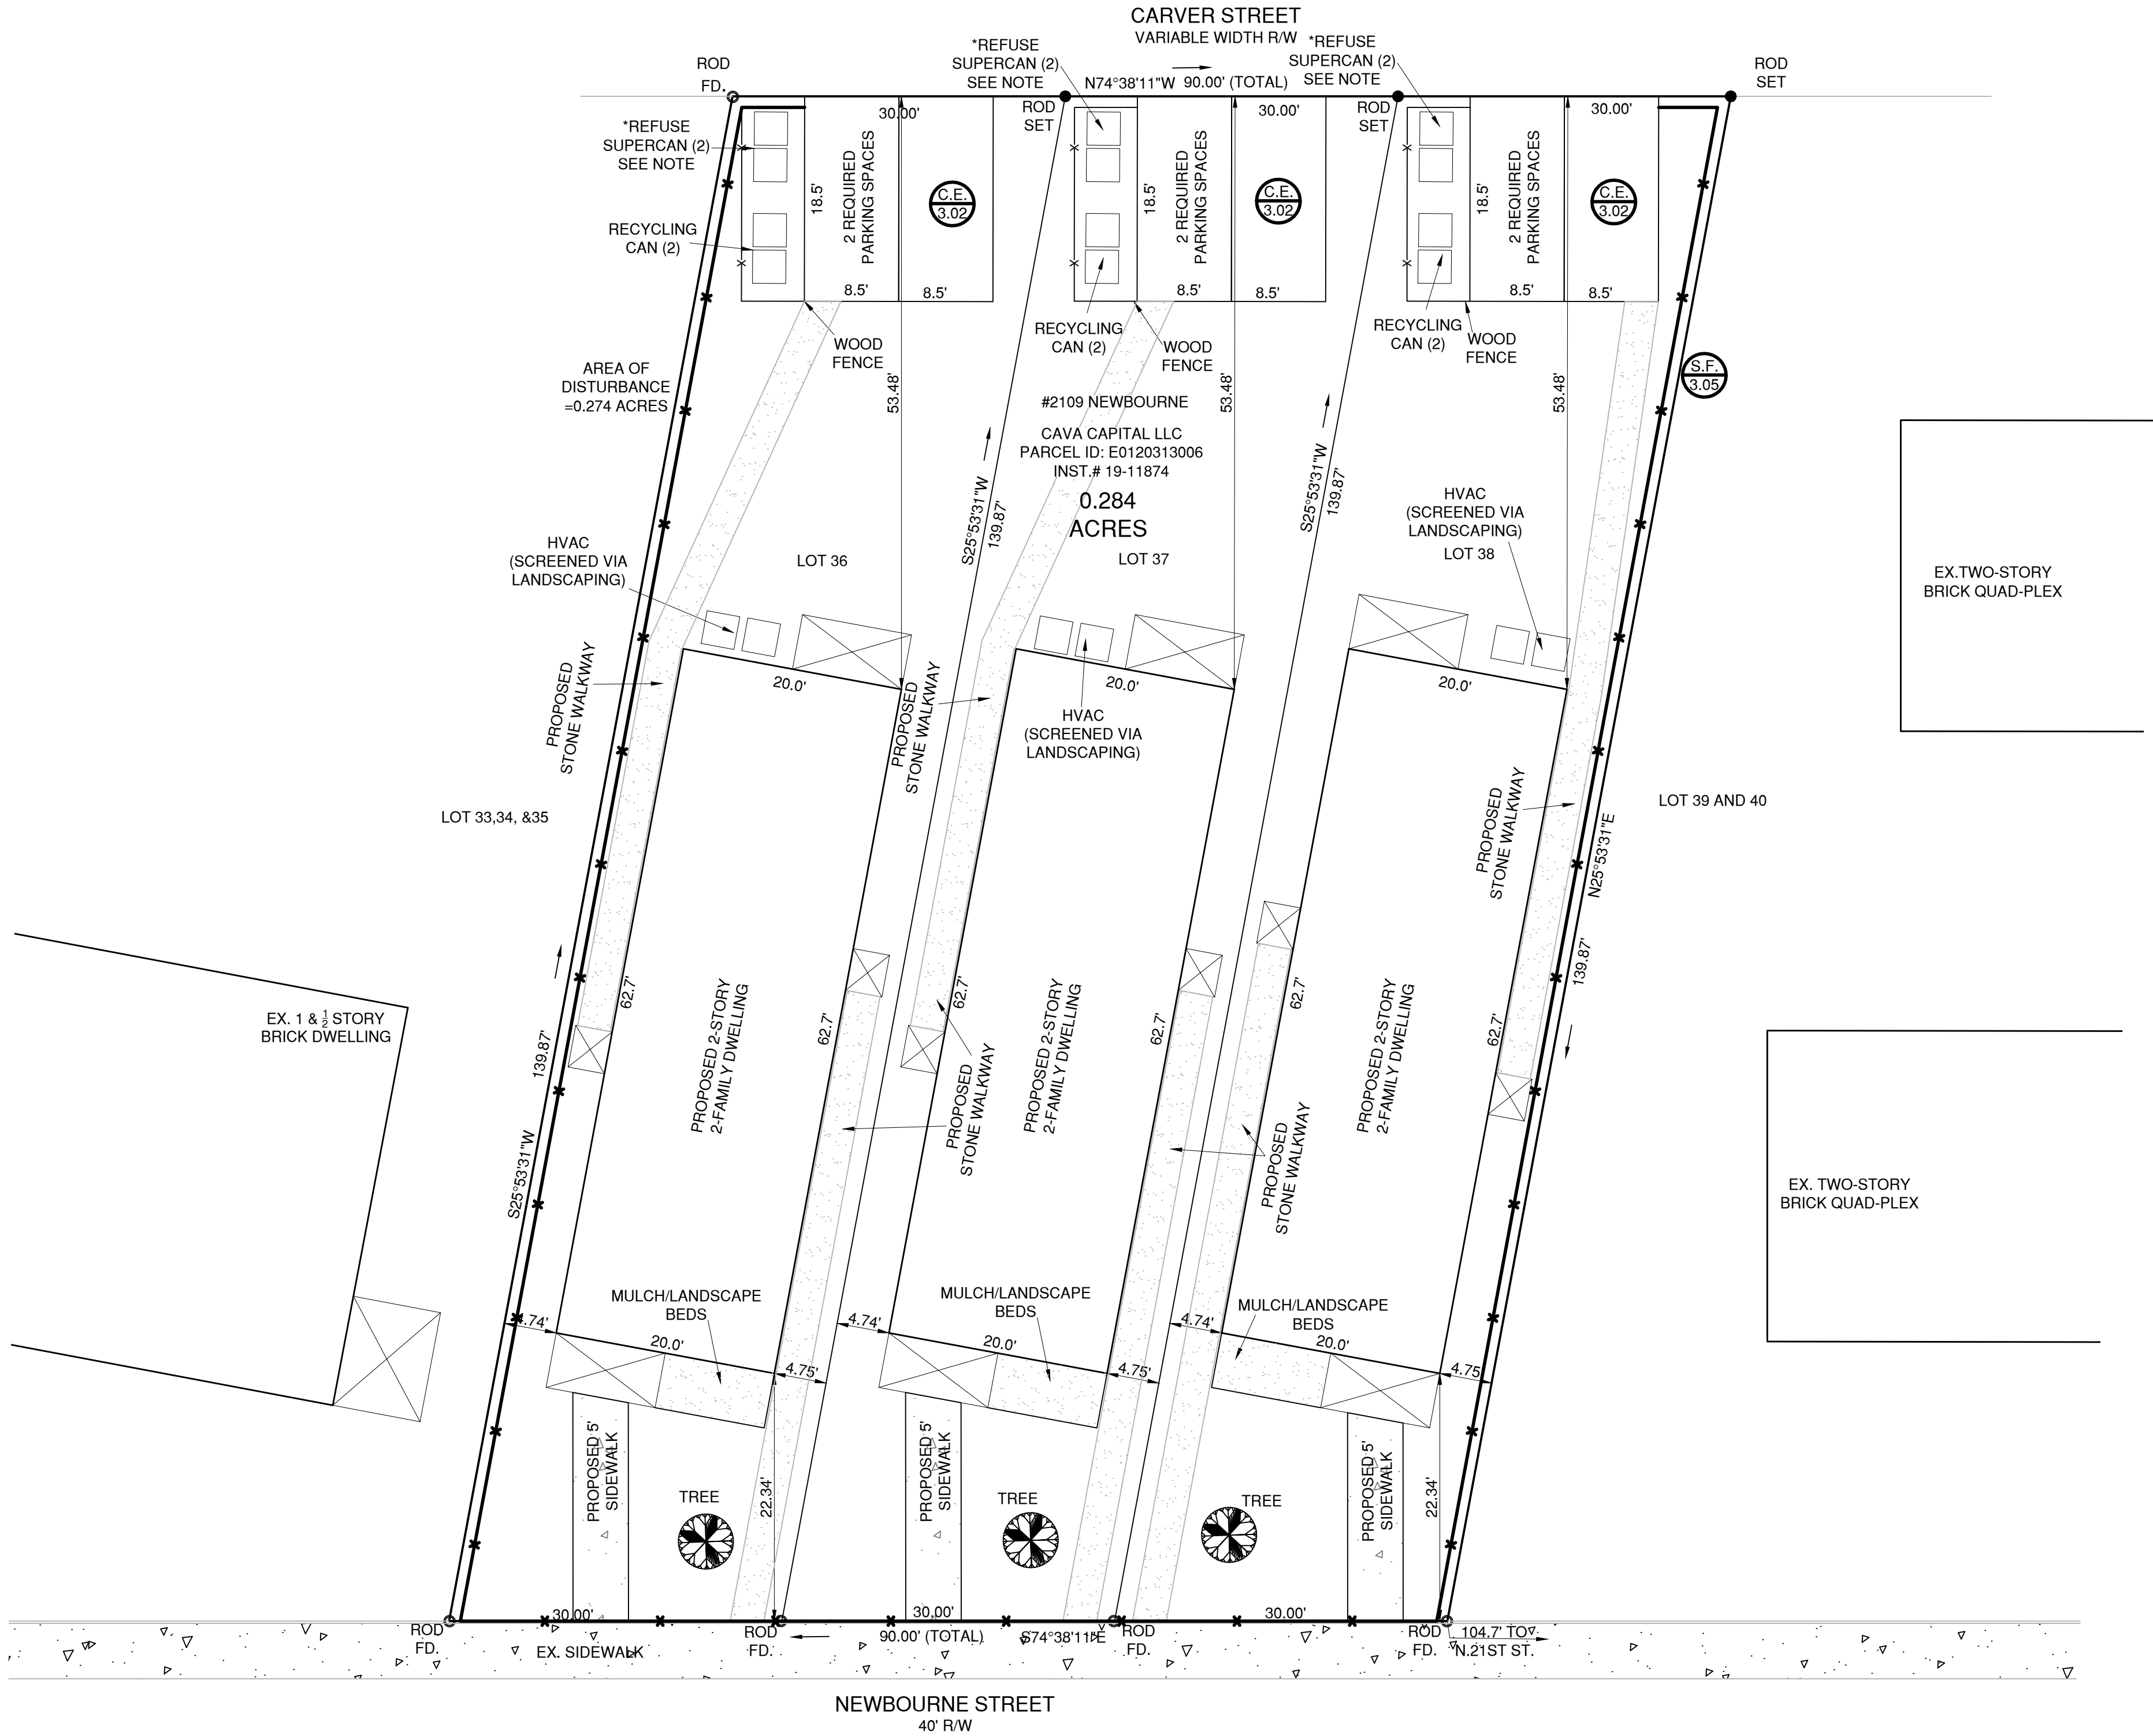 CARVER STREET
VARIABLE WIDTH R/W
ROD
FD.
*REFUSE
SUPERCAN (2)
SEE NOTE
N74°38'11"W 90.00' (TOTAL)
*REFUSE
SUPERCAN (2)
SEE NOTE
ROD
SET
*REFUSE
SUPERCAN (2)
SEE NOTE
RECYCLING
CAN (2)
30.00'
18.5'
2 REQUIRED
PARKING SPACES
C.E.
3.02
8.5'
8.5'
ROD
SET
30.00'
18.5'
2 REQUIRED
PARKING SPACES
C.E.
3.02
8.5'
8.5'
ROD
SET
30.00'
18.5'
2 REQUIRED
PARKING SPACES
C.E.
3.02
8.5'
8.5'
WOOD
FENCE
RECYCLING
CAN (2)
WOOD
FENCE
RECYCLING
CAN (2)
WOOD
FENCE
S.F.
3.05
AREA OF
DISTURBANCE
=0.274 ACRES
53.48'
53.48'
53.48'
#2109 NEWBOURNE
CAVA CAPITAL LLC
PARCEL ID: E0120313006
INST.# 19-11874
0.284
ACRES
S25°53'31"W
139.87'
S25°53'31"W
139.87'
HVAC
(SCREENED VIA
LANDSCAPING)
LOT 36
LOT 37
HVAC
(SCREENED VIA
LANDSCAPING)
LOT 38
EX.TWO-STORY
BRICK QUAD-PLEX
20.0'
20.0'
20.0'
HVAC
(SCREENED VIA
LANDSCAPING)
PROPOSED
STONE WALKWAY
PROPOSED
STONE WALKWAY
PROPOSED
STONE WALKWAY
LOT 33,34, &35
LOT 39 AND 40
N25°53'31"E
139.87'
EX. 1 & 1/2 STORY
BRICK DWELLING
139.87'
S25°53'31"W
62.7'
PROPOSED 2-STORY
2-FAMILY DWELLING
62.7'
PROPOSED
STONE WALKWAY
62.7'
PROPOSED 2-STORY
2-FAMILY DWELLING
62.7'
PROPOSED
STONE WALKWAY
62.7'
PROPOSED 2-STORY
2-FAMILY DWELLING
62.7'
EX. TWO-STORY
BRICK QUAD-PLEX
MULCH/LANDSCAPE
BEDS
MULCH/LANDSCAPE
BEDS
MULCH/LANDSCAPE
BEDS
4.74'
20.0'
4.75'
4.74'
20.0'
4.75'
4.74'
20.0'
4.75'
PROPOSED 5'
SIDEWALK
TREE
22.34'
PROPOSED 5'
SIDEWALK
TREE
TREE
PROPOSED 5'
SIDEWALK
22.34'
30.00'
30.00'
30.00'
ROD
FD.
EX. SIDEWALK
ROD
FD.
90.00' (TOTAL)
S74°38'11"E
ROD
FD.
ROD
FD.
104.7' TO
N.21ST ST.
NEWBOURNE STREET
40' R/W